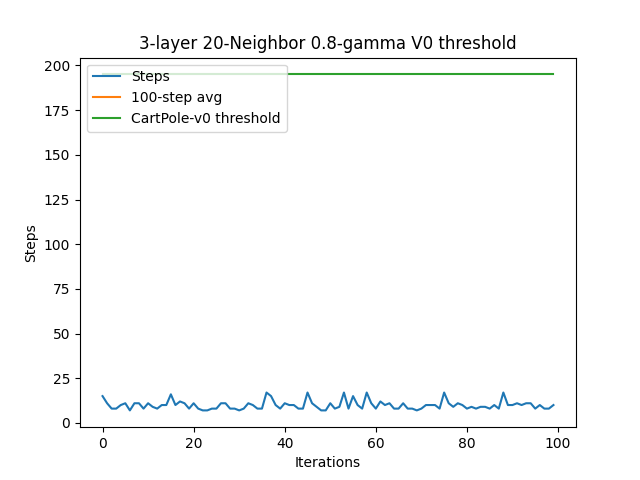 3-layer 20-Neighbor 0.8-gamma V0 threshold
200
175
150
125
100
75
50
25
0
Steps
Steps
100-step avg
CartPole-v0 threshold
0
20
40
60
80
100
Iterations